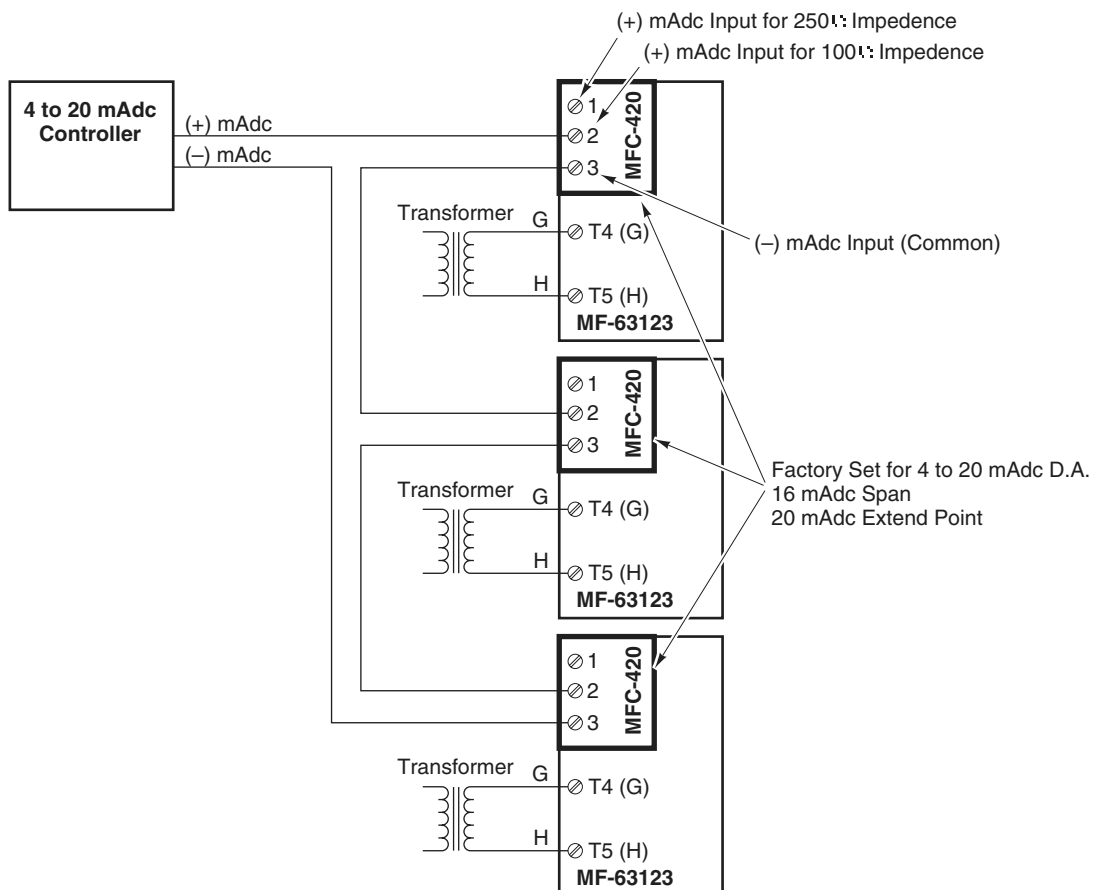 (+) mAdc Input for 250 Impedence
(+) mAdc Input for 100 Impedence
4 to 20 mAdc
Controller
(+) mAdc
(–) mAdc
1
2
3
MFC-420
(–) mAdc Input (Common)
Transformer
G
T4 (G)
H
T5 (H)
MF-63123
1
2
3
MFC-420
Factory Set for 4 to 20 mAdc D.A.
16 mAdc Span
20 mAdc Extend Point
Transformer
G
T4 (G)
H
T5 (H)
MF-63123
1
2
3
MFC-420
Transformer
G
T4 (G)
H
T5 (H)
MF-63123